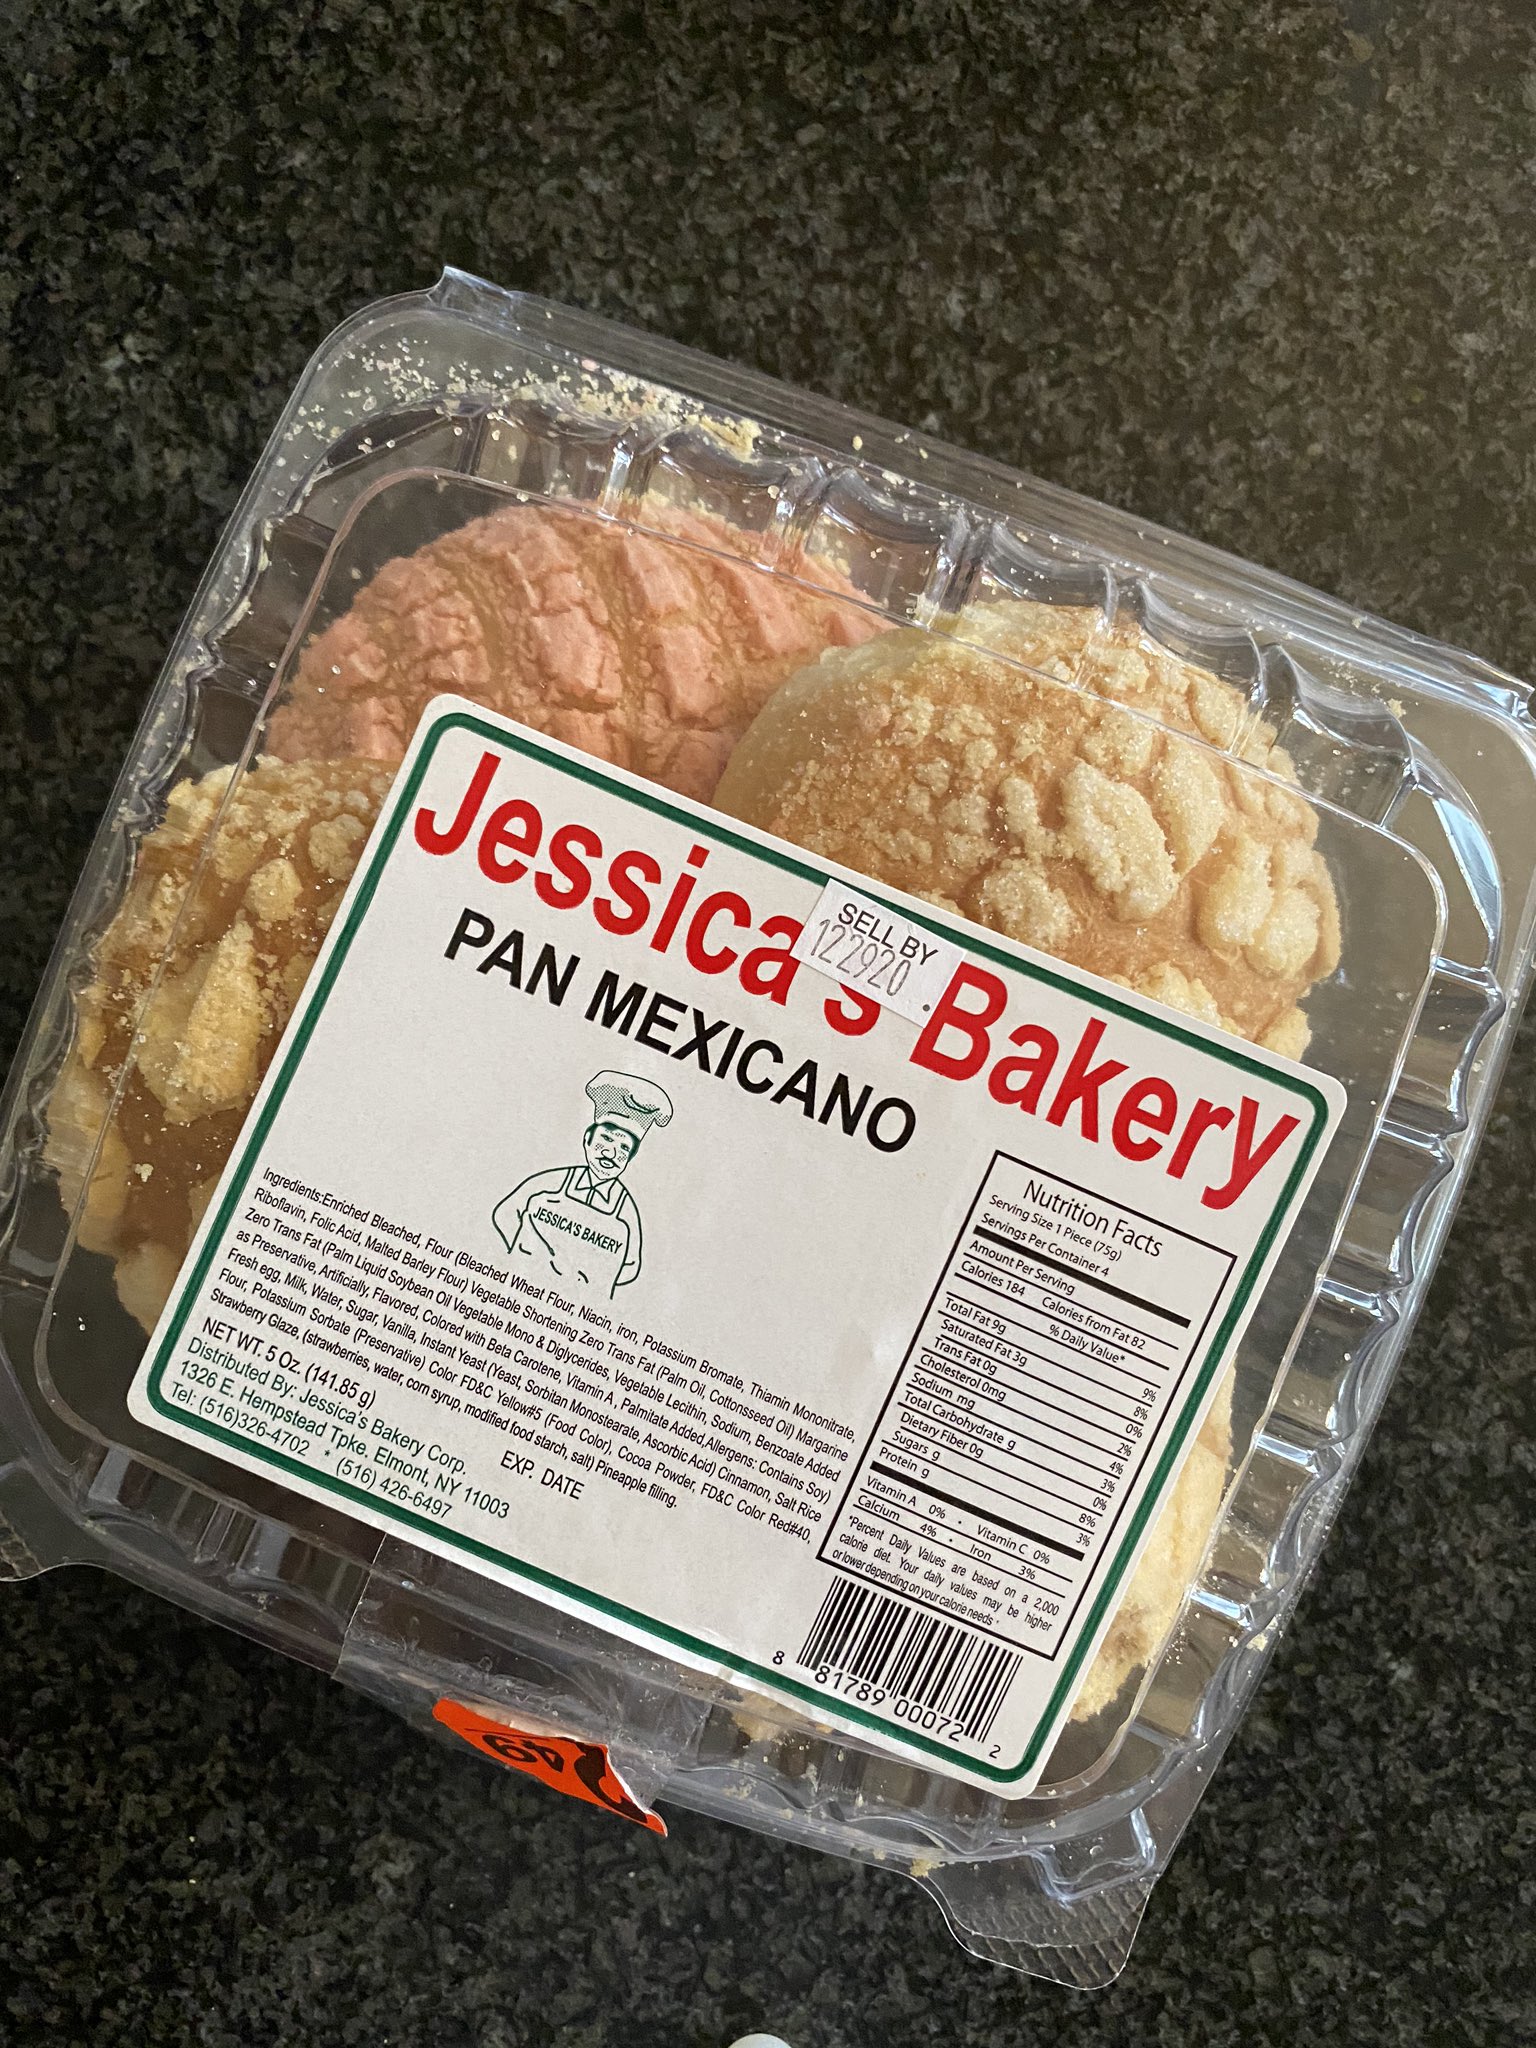 Jessica's Bakery
SELL BY
122920
PAN MEXICANO
JESSICA'S BAKERY
Ingredients:Enriched Bleached, Flour (Bleached Wheat Flour, Niacin, iron, Potassium Bromate, Thiamin Mononitrate,
Riboflavin, Folic Acid, Malted Barley Flour) Vegetable Shortening Zero Trans Fat (Palm Oil, Cottonsseed Oil) Margarine
Zero Trans Fat (Palm Liquid Soybean Oil Vegetable Mono & Diglycerides, Vegetable Lecithin, Sodium, Benzoate Added
as Preservative, Artificially, Flavored, Colored with Beta Carotene, Vitamin A, Palmitate Added,Allergens: Contains Soy)
Fresh egg, Milk, Water, Sugar, Vanilla, Instant Yeast (Yeast, Sorbitan Monostearate, Ascorbic Acid) Cinnamon, Salt Rice
Flour, Potassium Sorbate (Preservative) Color FD&C Yellow#5 (Food Color), Cocoa Powder, FD&C Color Red#40,
Strawberry Glaze, (strawberries, water, corn syrup, modified food starch, salt) Pineapple filling.
NET WT. 5 Oz. (141.85 g)
EXP. DATE
Distributed By: Jessica's Bakery Corp.
1326 E. Hempstead Tpke. Elmont, NY 11003
Tel: (516)326-4702 * (516) 426-6497
Nutrition Facts
Serving Size 1 Piece (75g)
Servings Per Container 4
Amount Per Serving
Calories 184 Calories from Fat 82
% Daily Value*
Total Fat 9g 9%
Saturated Fat 3g 8%
Trans Fat 0g 0%
Cholesterol 0mg 2%
Sodium mg 4%
Total Carbohydrate g 3%
Dietary Fiber 0g 0%
Sugars g 8%
Protein g 3%
Vitamin A 0% • Vitamin C 0%
Calcium 4% • Iron 3%
*Percent Daily Values are based on a 2,000
calorie diet. Your daily values may be higher
or lower depending on your calorie needs
8 81789 00072 2
49